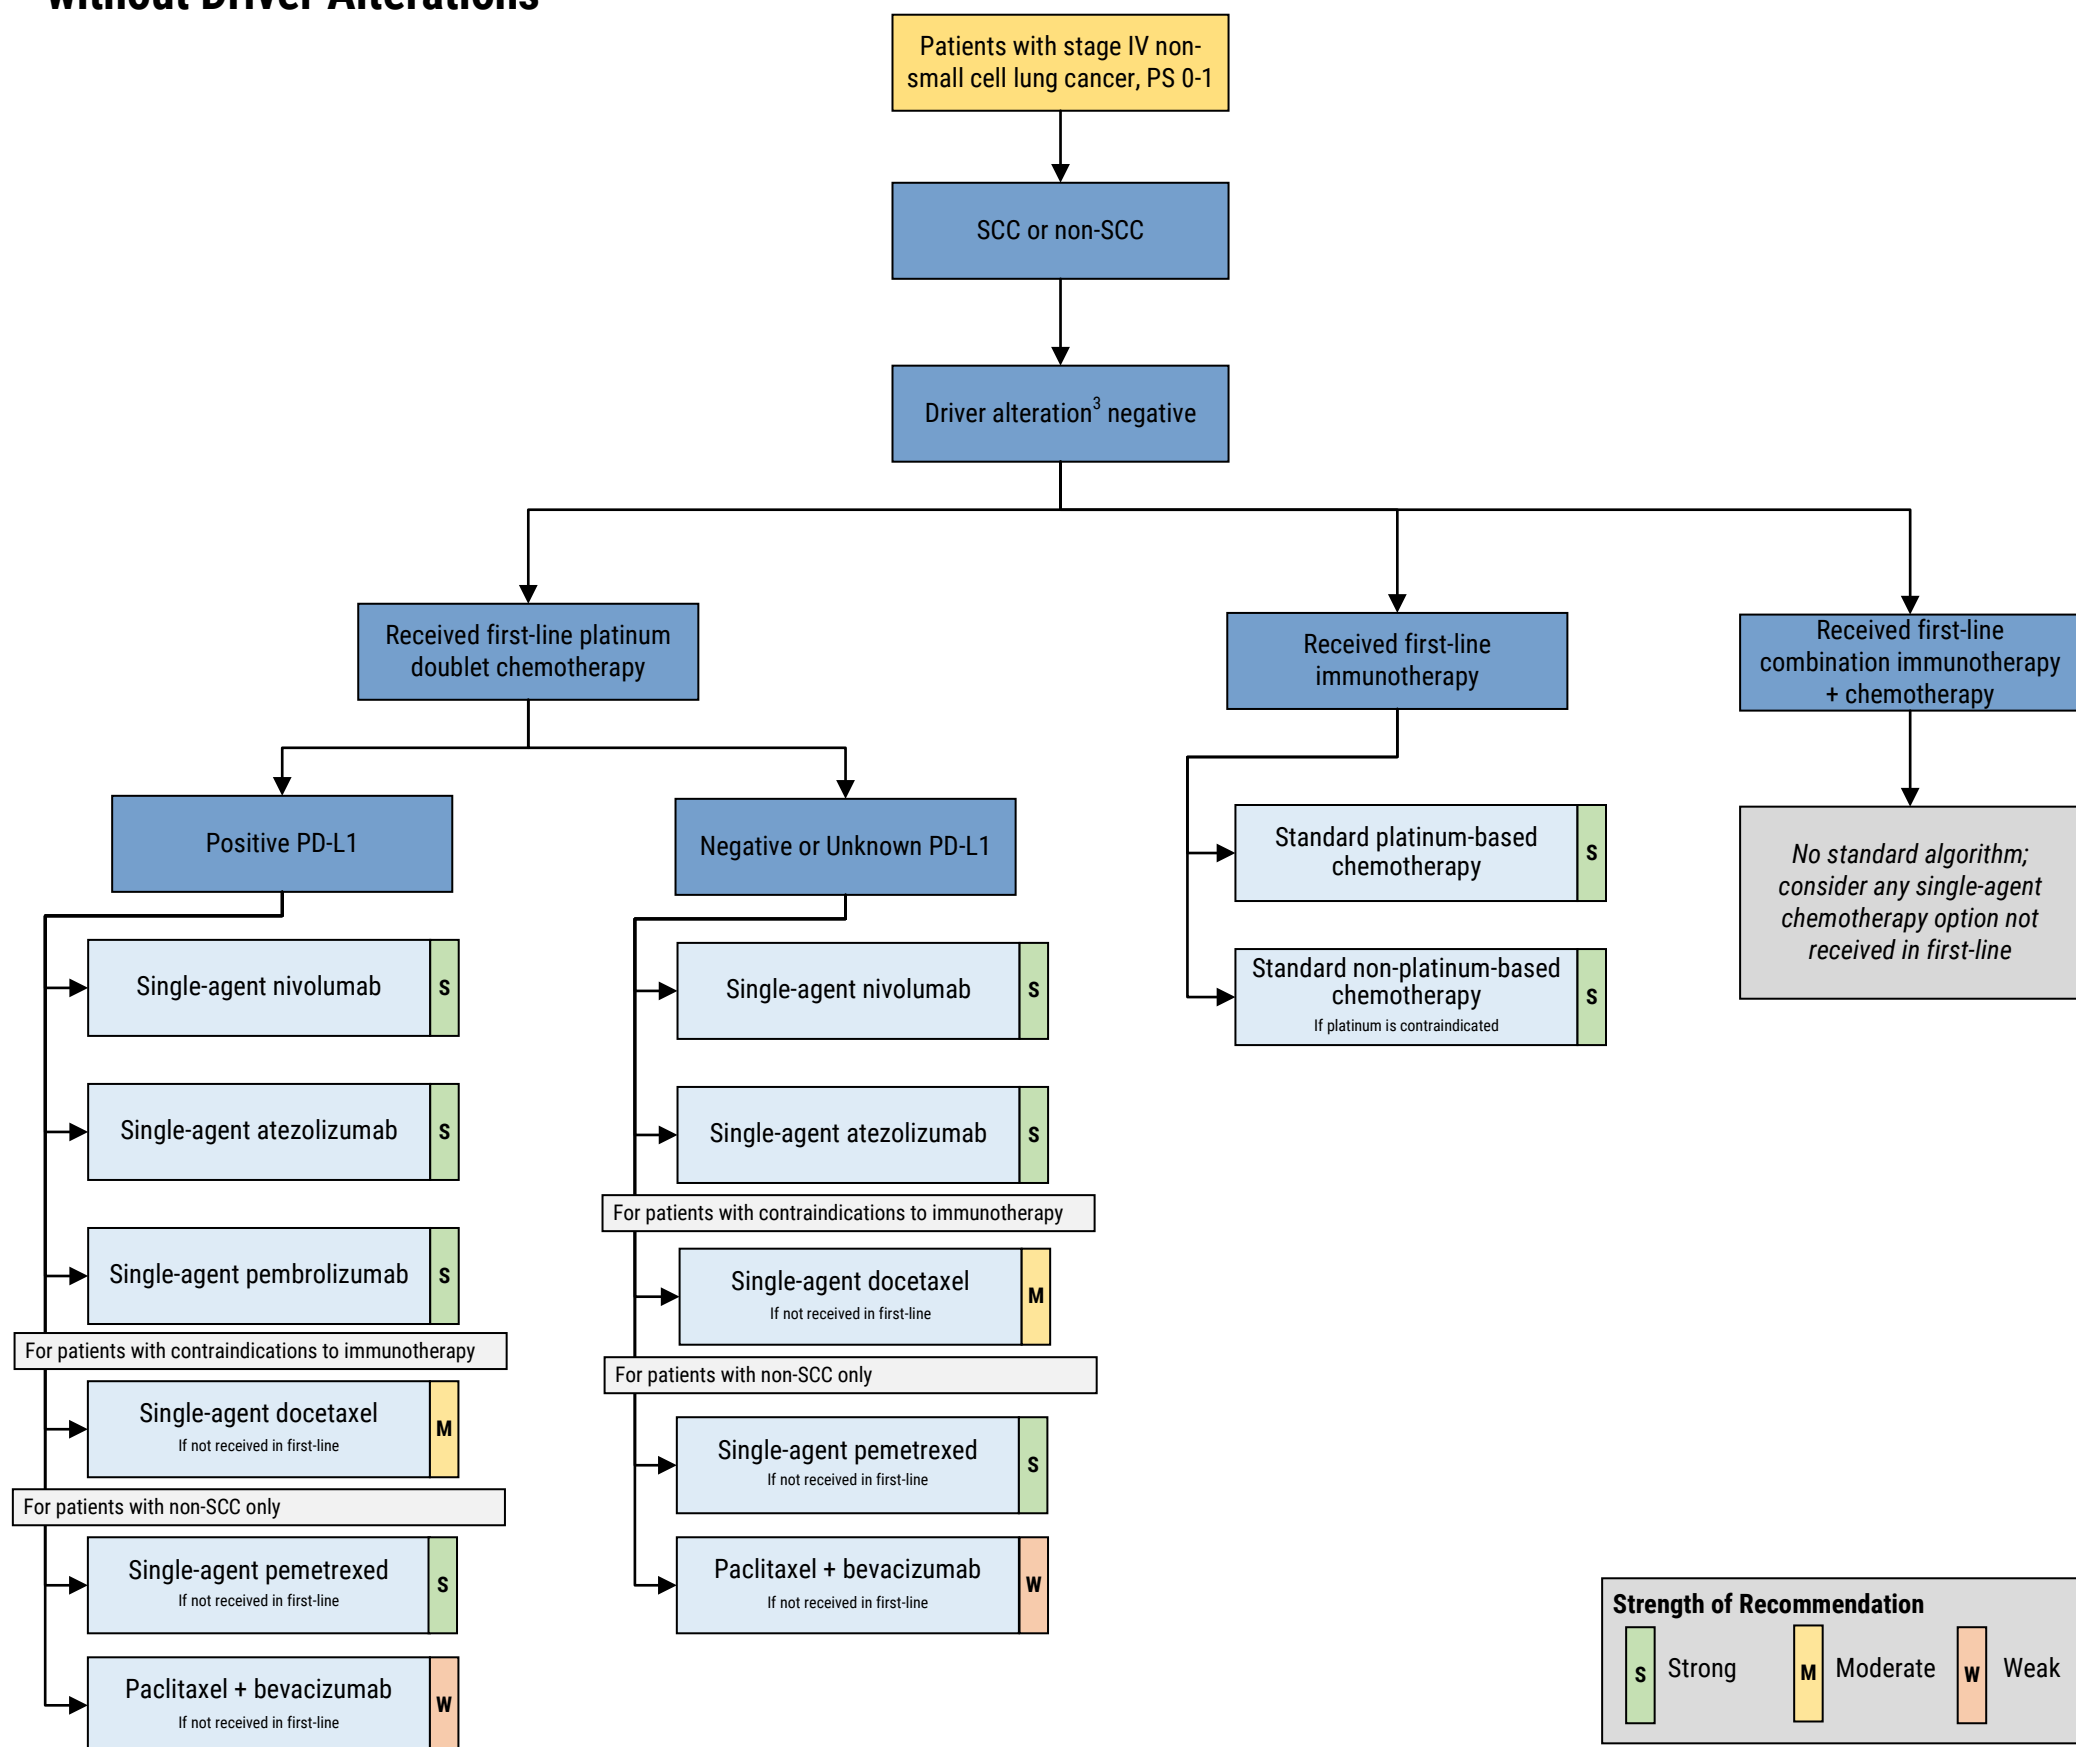 without Driver Alterations
Patients with stage IV non-
small cell lung cancer, PS 0-1
SCC or non-SCC
Driver alteration3 negative
Received first-line platinum
doublet chemotherapy
Received first-line
immunotherapy
Received first-line
combination immunotherapy
+ chemotherapy
Positive PD-L1
Negative or Unknown PD-L1
Single-agent nivolumab
S
Single-agent atezolizumab
S
Single-agent pembrolizumab
S
For patients with contraindications to immunotherapy
Single-agent docetaxel
If not received in first-line
M
For patients with non-SCC only
Single-agent pemetrexed
If not received in first-line
S
Paclitaxel + bevacizumab
If not received in first-line
W
Single-agent nivolumab
S
Single-agent atezolizumab
S
For patients with contraindications to immunotherapy
Single-agent docetaxel
If not received in first-line
M
For patients with non-SCC only
Single-agent pemetrexed
If not received in first-line
S
Paclitaxel + bevacizumab
If not received in first-line
W
Standard platinum-based
chemotherapy
S
Standard non-platinum-based
chemotherapy
If platinum is contraindicated
S
No standard algorithm;
consider any single-agent
chemotherapy option not
received in first-line
Strength of Recommendation
S Strong
M Moderate
W Weak